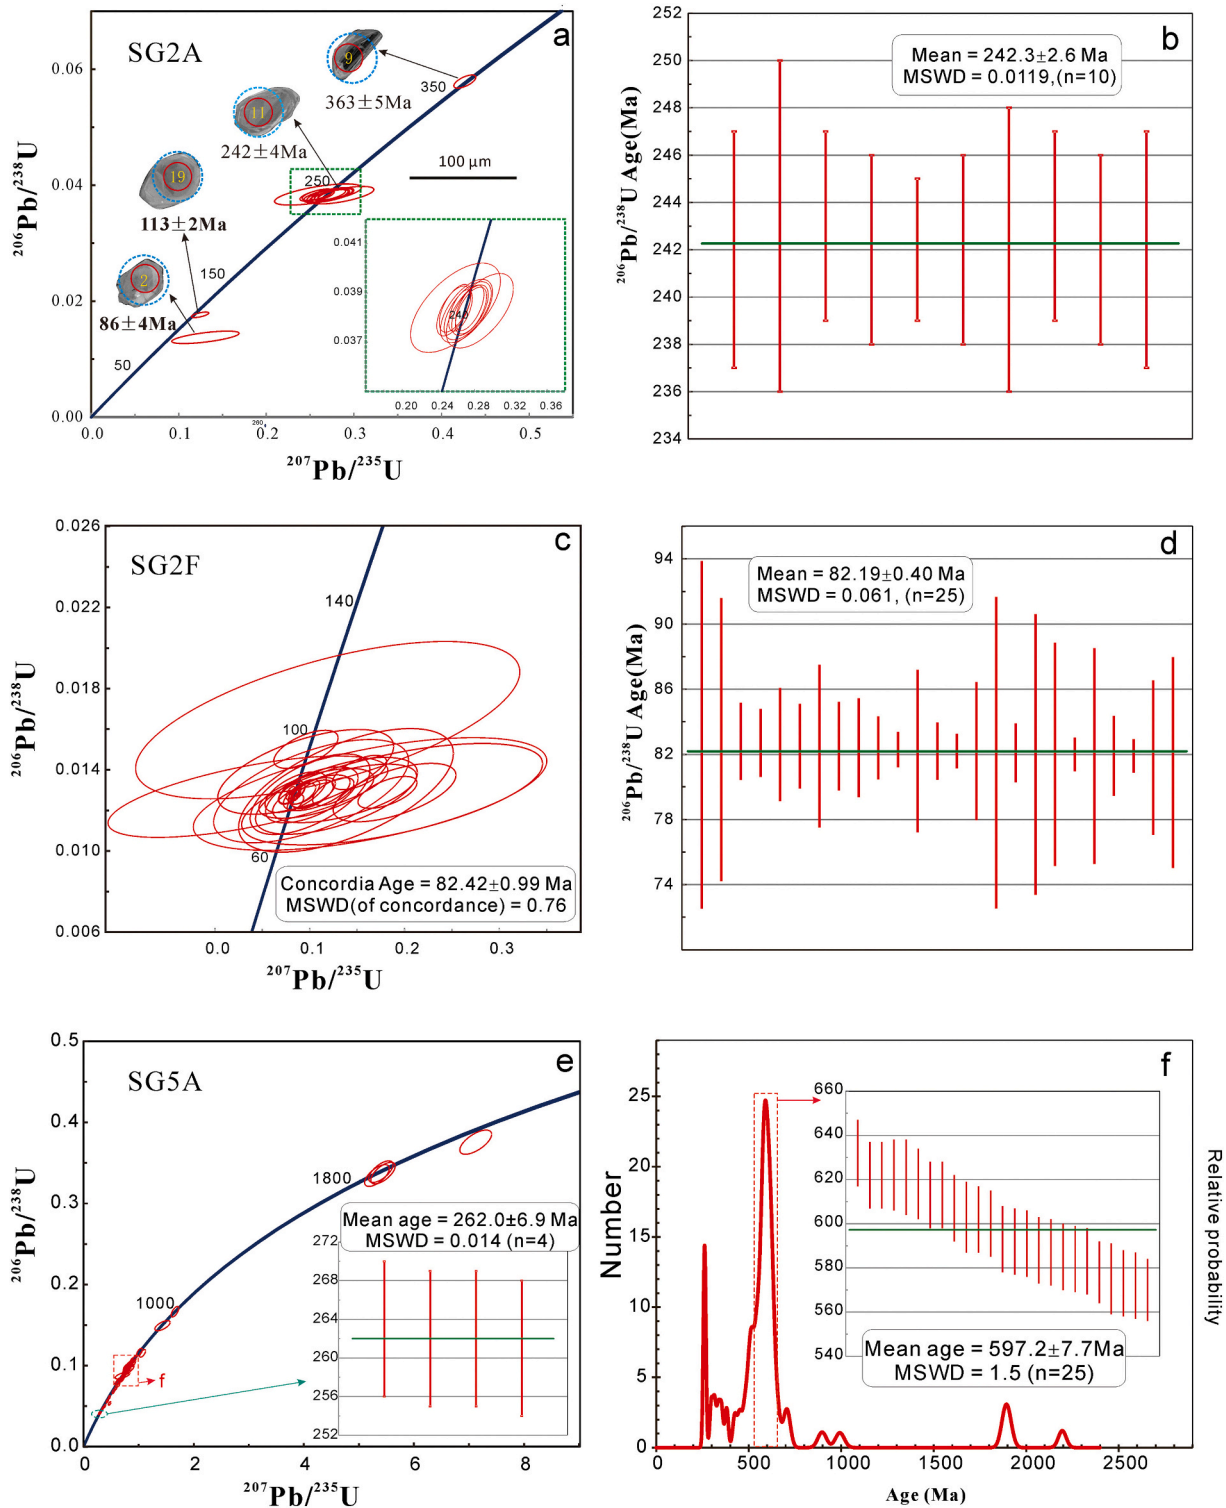 a
SG2A
9
363±5Ma
350
11
242±4Ma
250
100 µm
19
113±2Ma
150
2
86±4Ma
50
0.06
0.04
0.02
0.00
²⁰⁶Pb/²³⁸U
0.0 0.1 0.2 0.3 0.4 0.5
260
²⁰⁷Pb/²³⁵U
0.041
0.039
0.037
240
0.20 0.24 0.28 0.32 0.36
b
Mean = 242.3±2.6 Ma
MSWD = 0.0119,(n=10)
252
250
248
246
244
242
240
238
236
234
²⁰⁶Pb/²³⁸U Age(Ma)
c
SG2F
140
100
60
Concordia Age = 82.42±0.99 Ma
MSWD(of concordance) = 0.76
0.026
0.022
0.018
0.014
0.010
0.006
²⁰⁶Pb/²³⁸U
0.0 0.1 0.2 0.3
²⁰⁷Pb/²³⁵U
d
Mean = 82.19±0.40 Ma
MSWD = 0.061, (n=25)
94
90
86
82
78
74
²⁰⁶Pb/²³⁸U Age(Ma)
e
SG5A
1800
1000
f
Mean age = 262.0±6.9 Ma
MSWD = 0.014 (n=4)
272
268
264
260
256
252
0.5
0.4
0.3
0.2
0.1
0.0
²⁰⁶Pb/²³⁸U
0 2 4 6 8
²⁰⁷Pb/²³⁵U
f
660
640
620
600
580
560
540
Mean age = 597.2±7.7Ma
MSWD = 1.5 (n=25)
25
20
15
10
5
0
Number
Relative probability
0 500 1000 1500 2000 2500
Age (Ma)